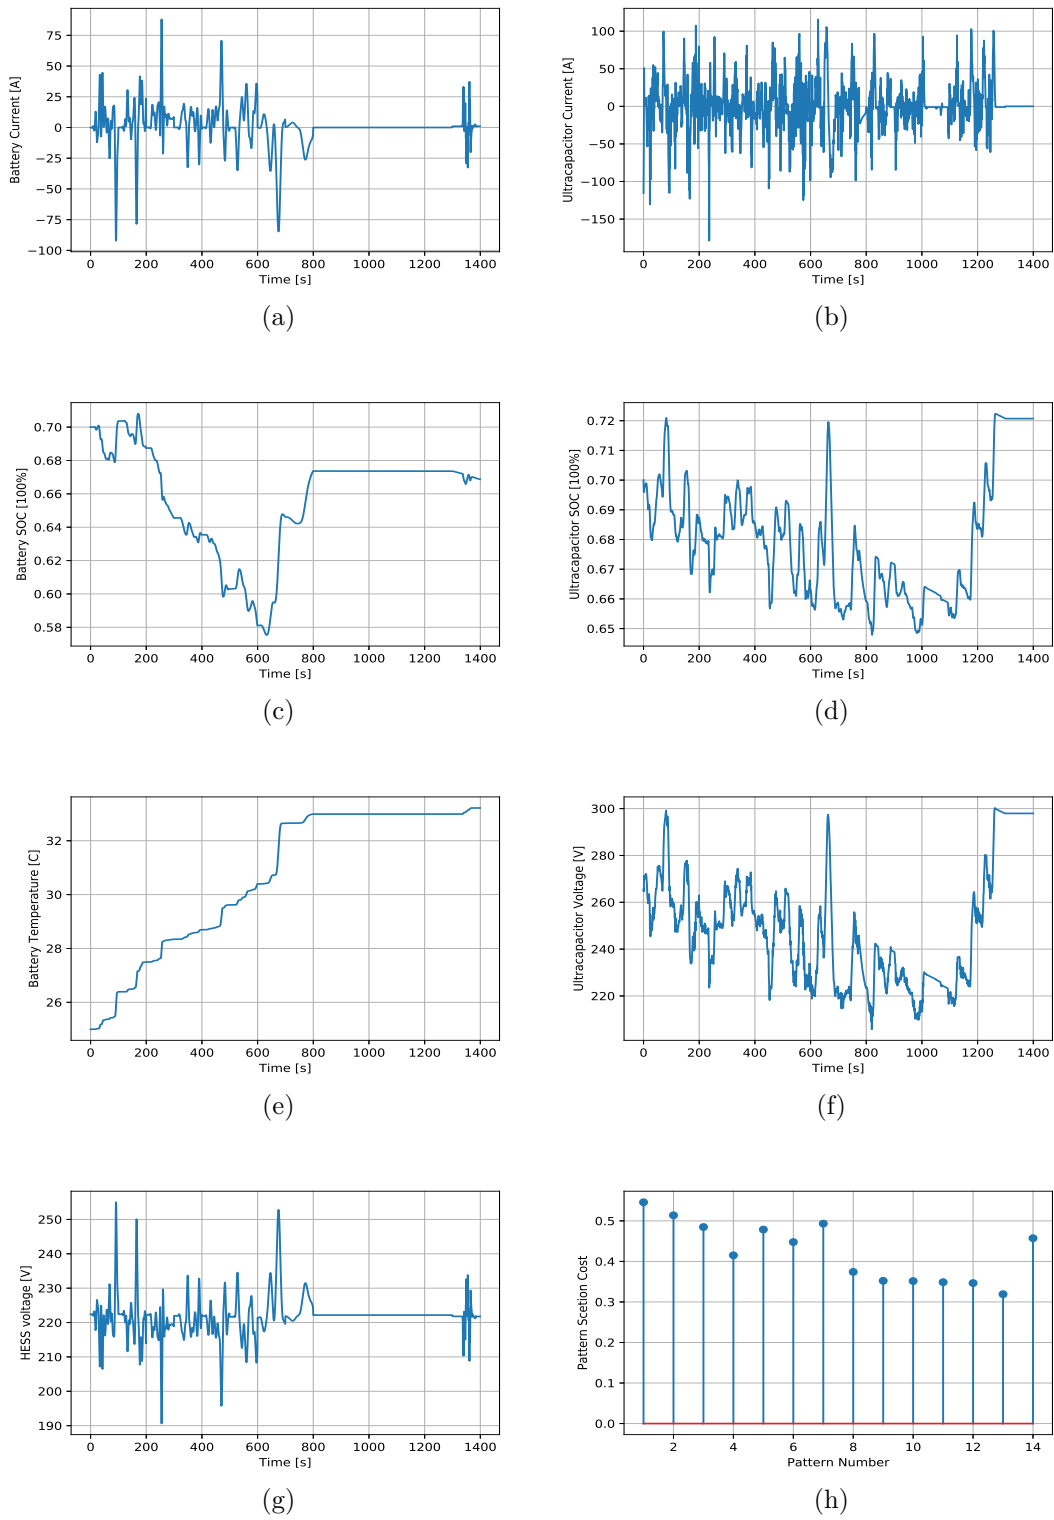 75
50
25
0
−25
−50
−75
−100
Battery Current [A]
0 200 400 600 800 1000 1200 1400
Time [s]
(a)
100
50
0
−50
−100
−150
Ultracapacitor Current [A]
0 200 400 600 800 1000 1200 1400
Time [s]
(b)
0.70
0.68
0.66
0.64
0.62
0.60
0.58
Battery SOC [100%]
0 200 400 600 800 1000 1200 1400
Time [s]
(c)
0.72
0.71
0.70
0.69
0.68
0.67
0.66
0.65
Ultracapacitor SOC [100%]
0 200 400 600 800 1000 1200 1400
Time [s]
(d)
32
30
28
26
Battery Temperature [C]
0 200 400 600 800 1000 1200 1400
Time [s]
(e)
300
280
260
240
220
Ultracapacitor Voltage [V]
0 200 400 600 800 1000 1200 1400
Time [s]
(f)
250
240
230
220
210
200
190
HESS voltage [V]
0 200 400 600 800 1000 1200 1400
Time [s]
(g)
0.5
0.4
0.3
0.2
0.1
0.0
Pattern Scetion Cost
2 4 6 8 10 12 14
Pattern Number
(h)